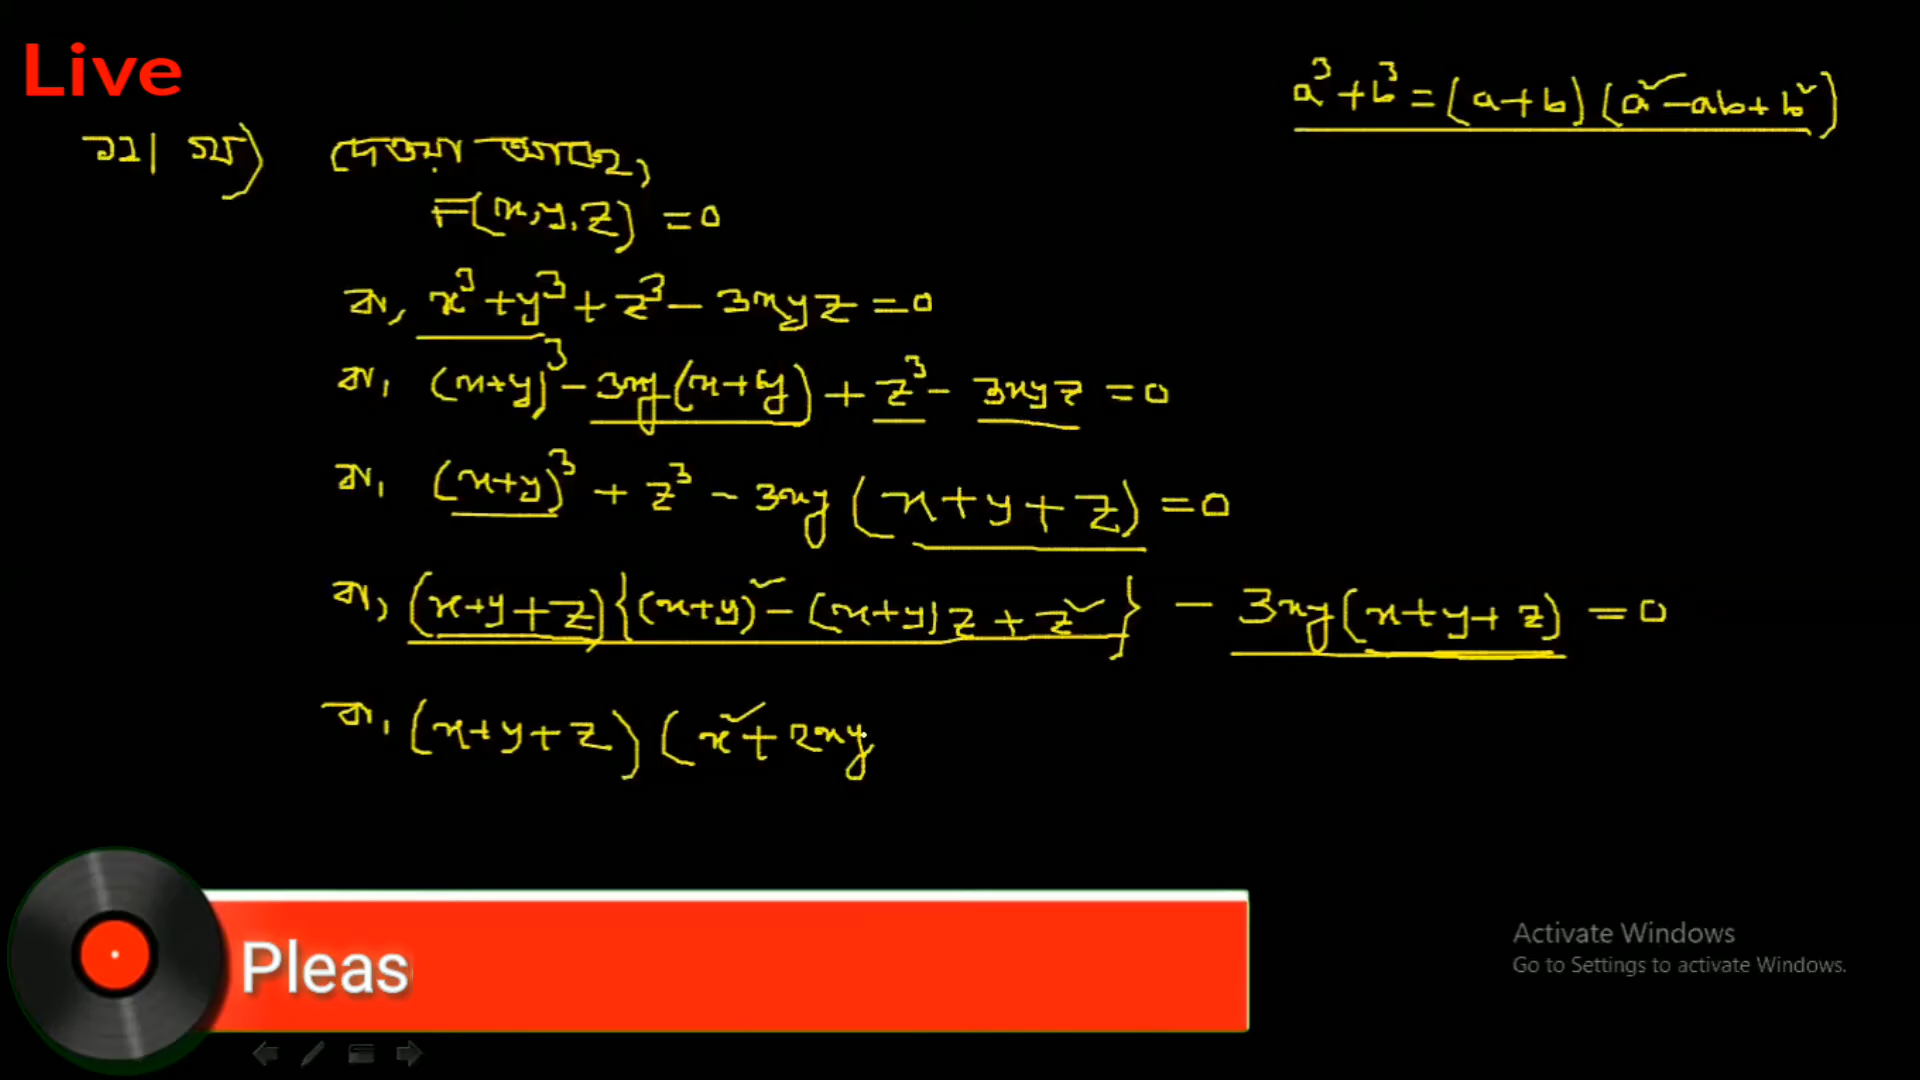 Live
a³+b³=(a+b)(a²-ab+b²)
১১। ঘ) দেওয়া আছে,
F(x,y,z)=0
বা, x³+y³+z³-3xyz=0
বা, (x+y)³-3xy(x+y)+z³-3xyz=0
বা, (x+y)³+z³-3xy(x+y+z)=0
বা, (x+y+z){(x+y)²-(x+y)z+z²}-3xy(x+y+z)=0
বা, (x+y+z)(x²+2xy
Pleas
Activate Windows
Go to Settings to activate Windows.